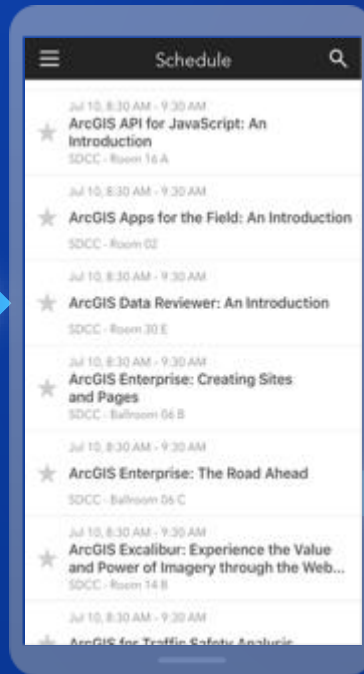 Schedule
Jul 10, 8:30 AM - 9:30 AM
ArcGIS API for JavaScript: An
Introduction
SDCC - Room 16 A
Jul 10, 8:30 AM - 9:30 AM
ArcGIS Apps for the Field: An Introduction
SDCC - Room 02
Jul 10, 8:30 AM - 9:30 AM
ArcGIS Data Reviewer: An Introduction
SDCC - Room 30 E
Jul 10, 8:30 AM - 9:30 AM
ArcGIS Enterprise: Creating Sites
and Pages
SDCC - Ballroom 06 B
Jul 10, 8:30 AM - 9:30 AM
ArcGIS Enterprise: The Road Ahead
SDCC - Ballroom 06 C
Jul 10, 8:30 AM - 9:30 AM
ArcGIS Excalibur: Experience the Value
and Power of Imagery through the Web...
SDCC - Room 14 B
Jul 10, 8:30 AM - 9:30 AM
ArcGIS for Traffic Safety Analysis